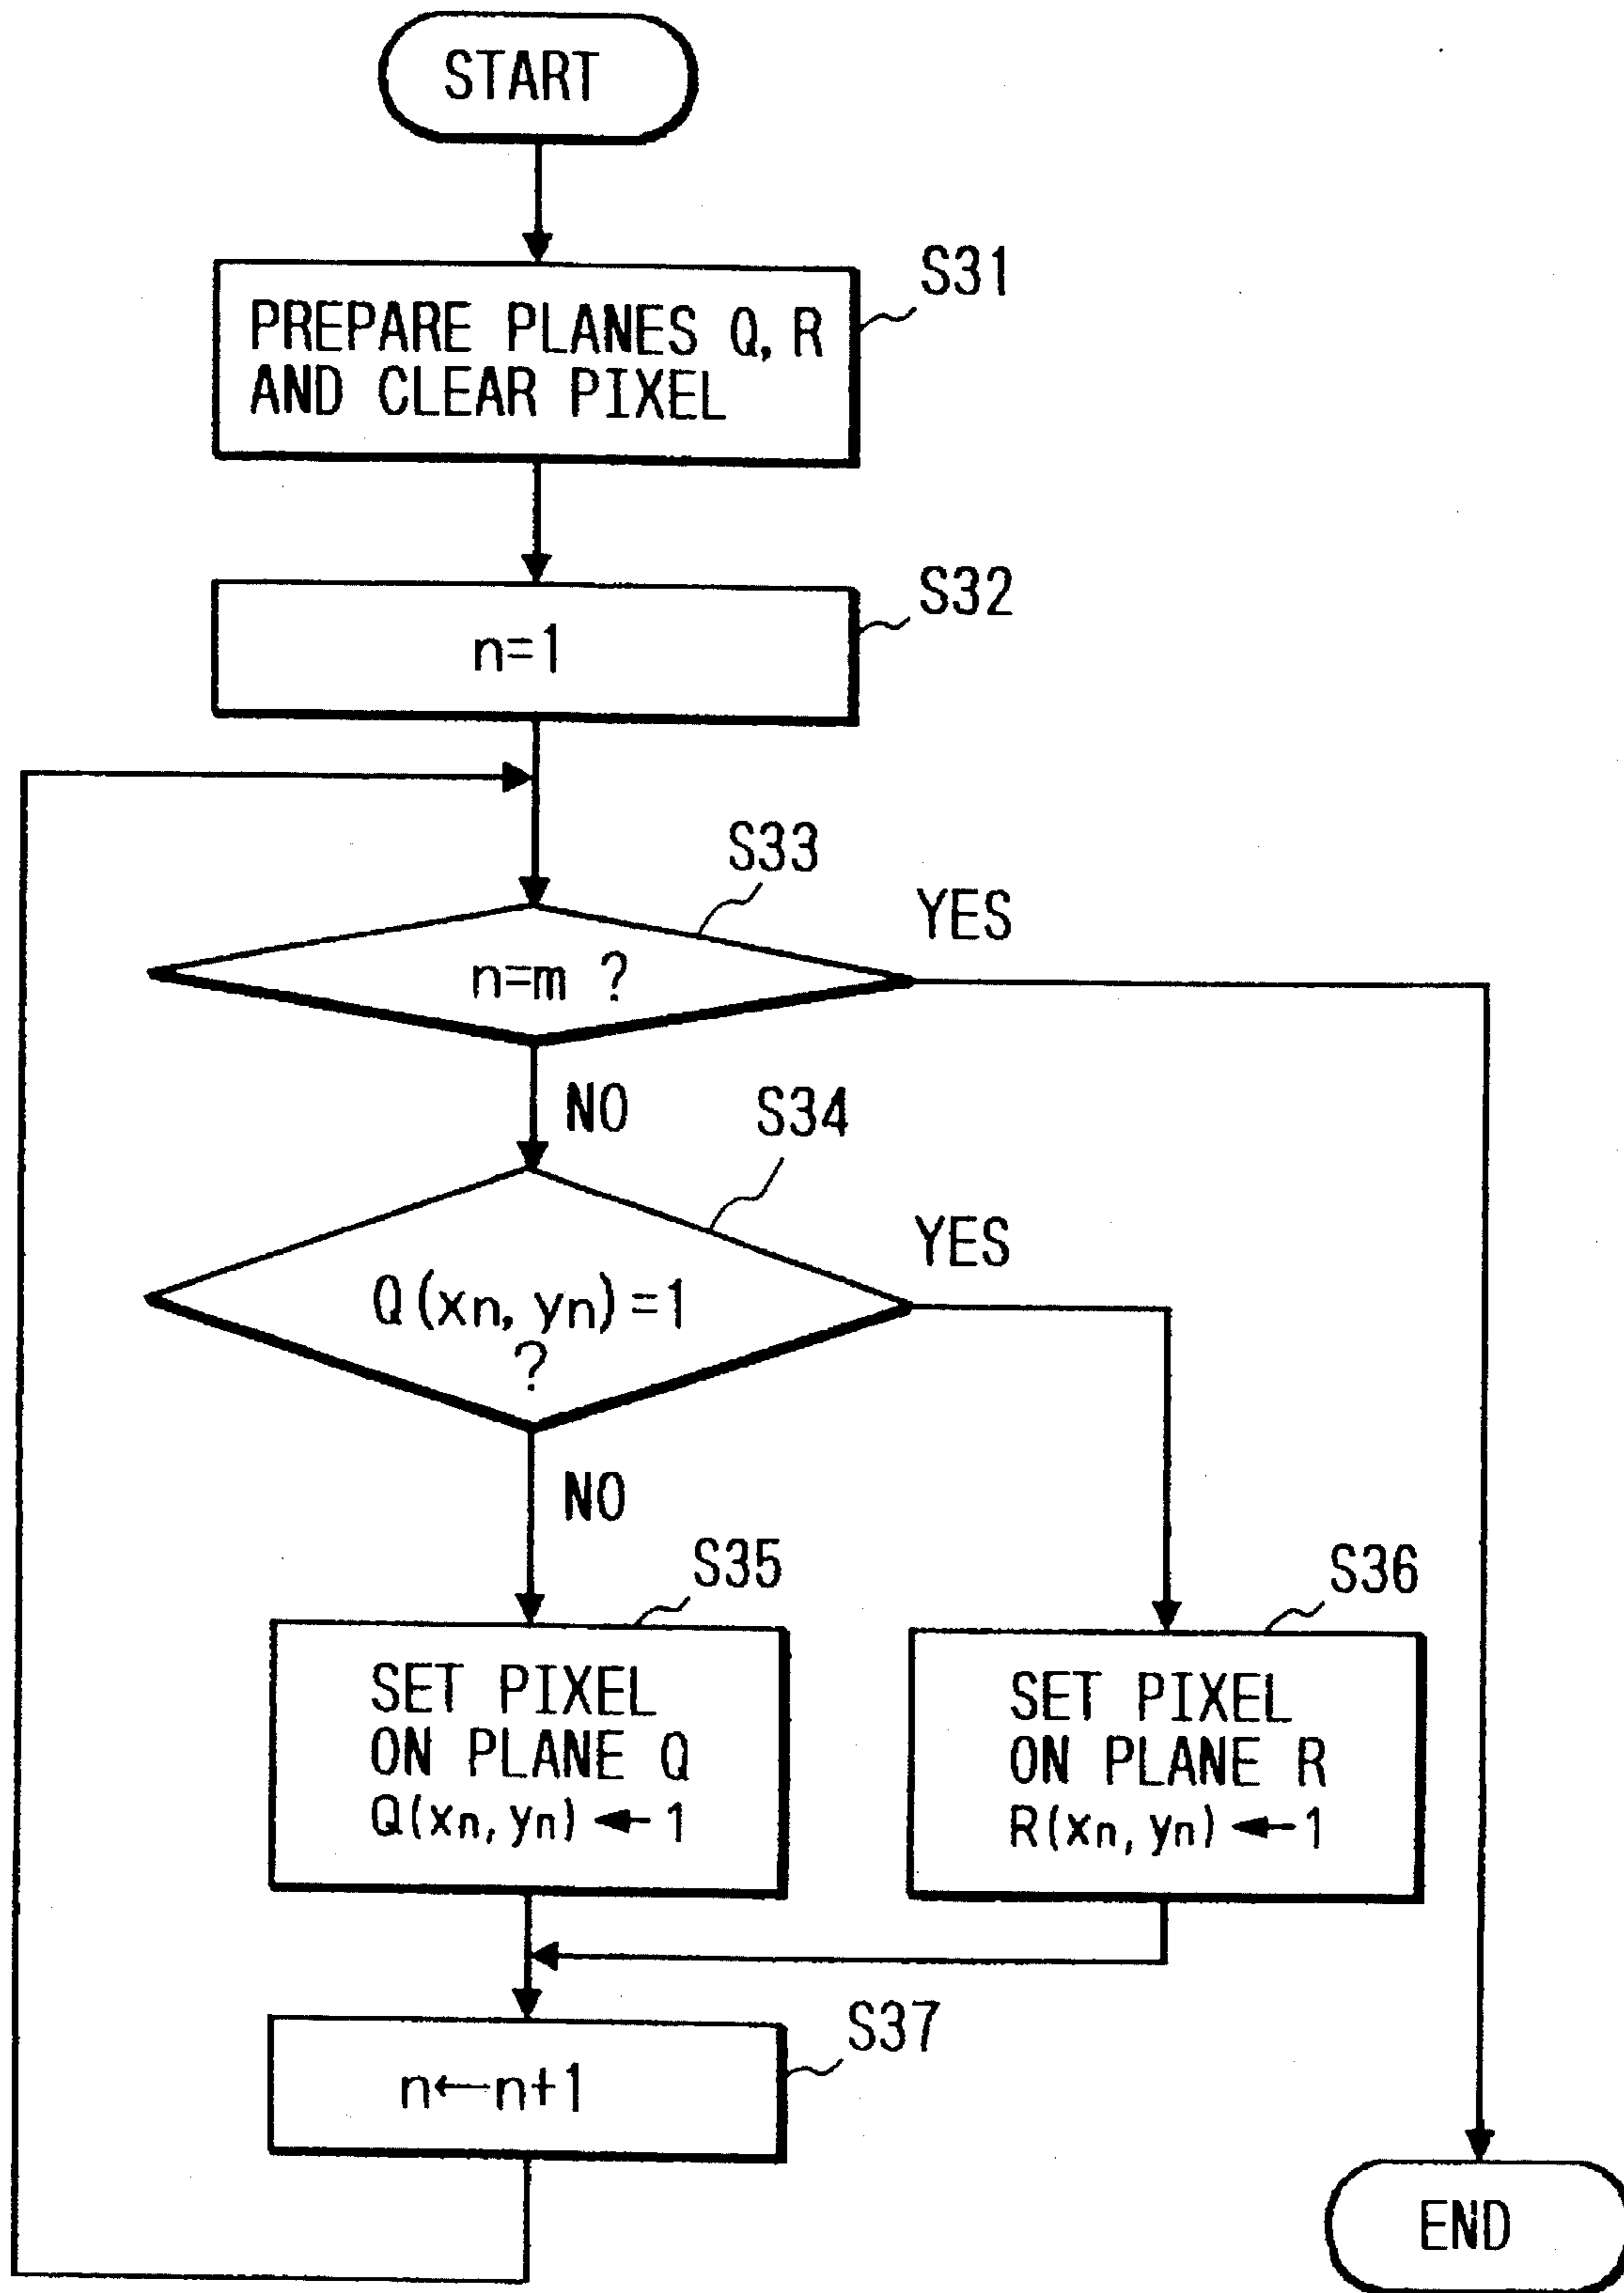 START
S31
PREPARE PLANES Q, R
AND CLEAR PIXEL
S32
n=1
S33
YES
n=m ?
NO
S34
YES
Q(xn, yn)=1
?
NO
S35
S36
SET PIXEL
ON PLANE Q
Q(xn, yn) ← 1
SET PIXEL
ON PLANE R
R(xn, yn) ← 1
S37
n←n+1
END